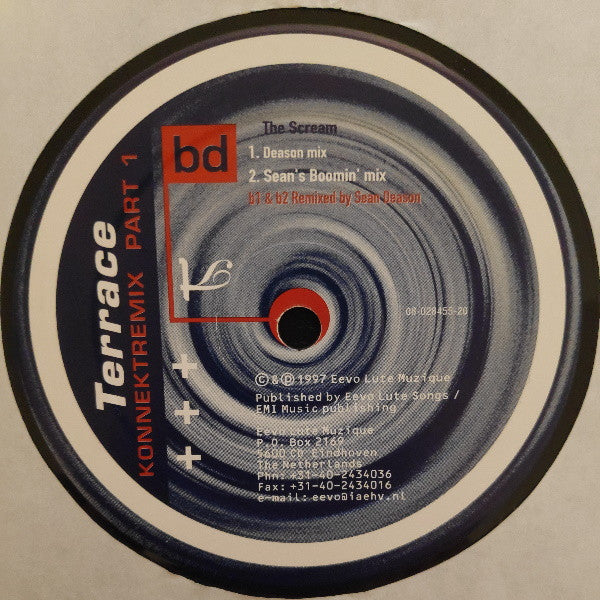 Terrace
KONNEKTREMIX PART 1
bd
The Scream
1. Deason mix
2. Sean's Boomin' mix
b1 & b2 Remixed by Sean Deason
08-028455-20
© & ℗ 1997 Eevo Lute Muzique
Published by Eevo Lute Songs /
EMI Music publishing
Eevo Lute Muzique
P.O. Box 2169
5600 CD Eindhoven
The Netherlands
Phn: +31-40-2434036
Fax: +31-40-2434016
e-mail: eevo@iaehv.nl
+ + +